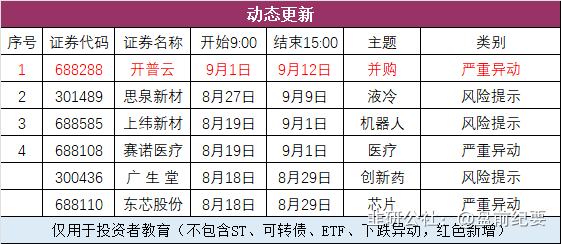 动态更新
序号 证券代码 证券名称 开始9:00 结束15:00 主题 类别
1 688288 开普云 9月1日 9月12日 并购 严重异动
2 301489 思泉新材 8月27日 9月9日 液冷 风险提示
3 688585 上纬新材 8月19日 9月1日 机器人 风险提示
4 688108 赛诺医疗 8月19日 9月1日 医疗 严重异动
300436 广生堂 8月18日 8月29日 创新药 风险提示
688110 东芯股份 8月18日 8月29日 芯片 严重异动
仅用于投资者教育（不包含ST、可转债、ETF、下跌异动，红色新增）
韭研公社：@盘前纪要